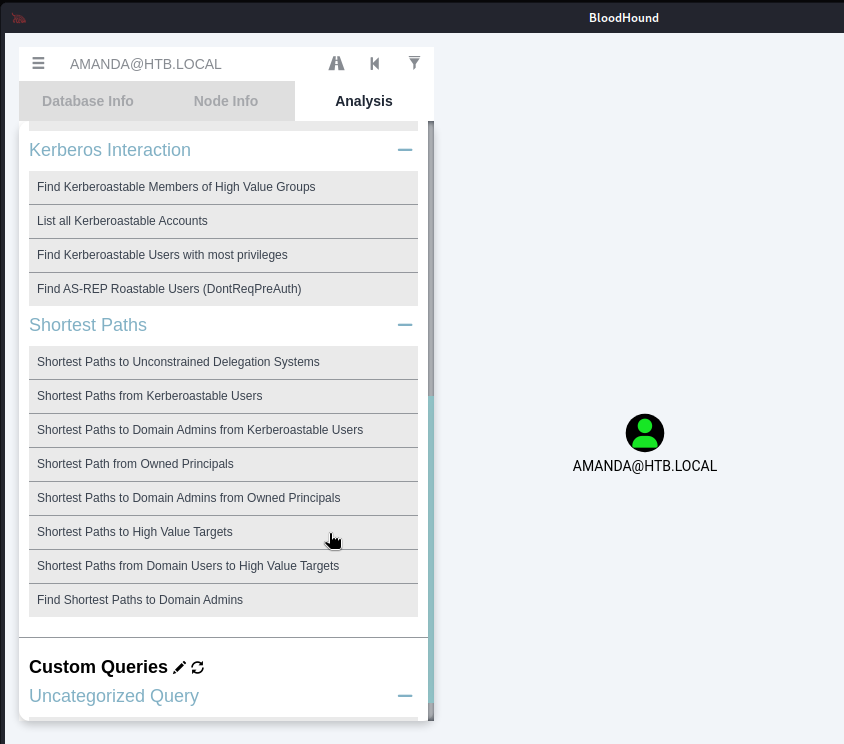 BloodHound
AMANDA@HTB.LOCAL
Database Info Node Info Analysis
Kerberos Interaction
Find Kerberoastable Members of High Value Groups
List all Kerberoastable Accounts
Find Kerberoastable Users with most privileges
Find AS-REP Roastable Users (DontReqPreAuth)
Shortest Paths
Shortest Paths to Unconstrained Delegation Systems
Shortest Paths from Kerberoastable Users
Shortest Paths to Domain Admins from Kerberoastable Users
Shortest Path from Owned Principals
Shortest Paths to Domain Admins from Owned Principals
Shortest Paths to High Value Targets
Shortest Paths from Domain Users to High Value Targets
Find Shortest Paths to Domain Admins
Custom Queries
Uncategorized Query
AMANDA@HTB.LOCAL